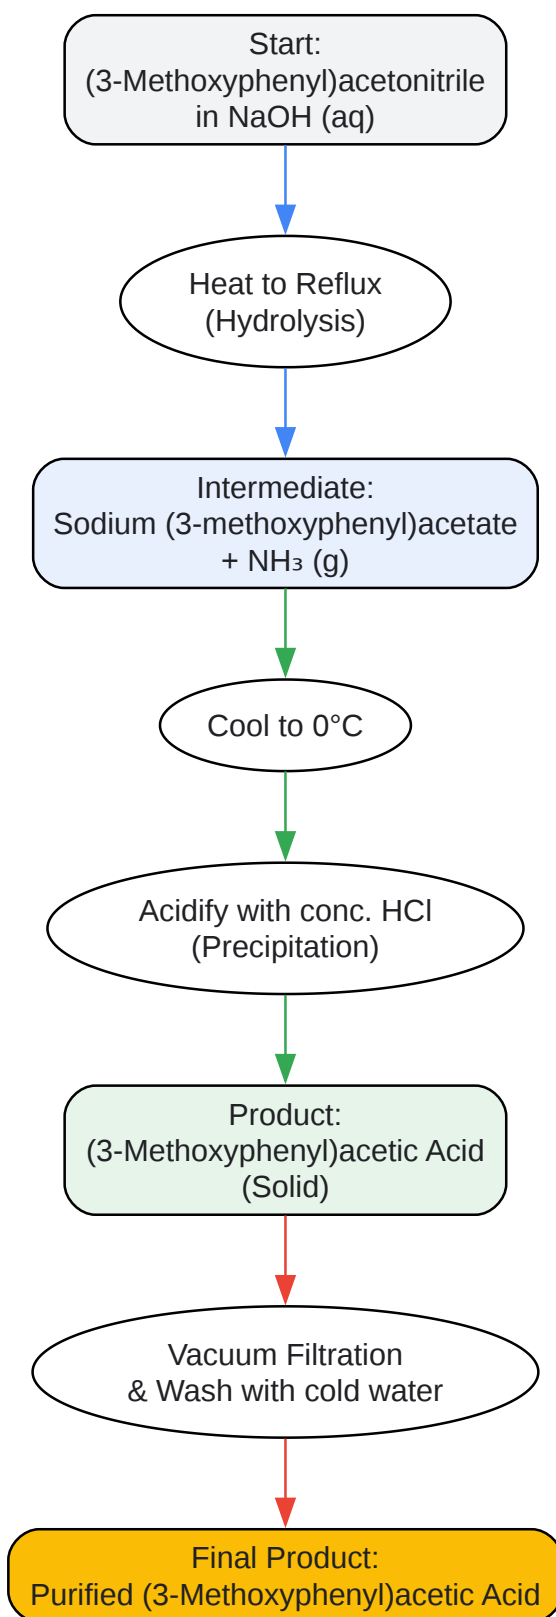 Start:
(3-Methoxyphenyl)acetonitrile
in NaOH (aq)
Heat to Reflux
(Hydrolysis)
Intermediate:
Sodium (3-methoxyphenyl)acetate
+ NH₃ (g)
Cool to 0°C
Acidify with conc. HCl
(Precipitation)
Product:
(3-Methoxyphenyl)acetic Acid
(Solid)
Vacuum Filtration
& Wash with cold water
Final Product:
Purified (3-Methoxyphenyl)acetic Acid